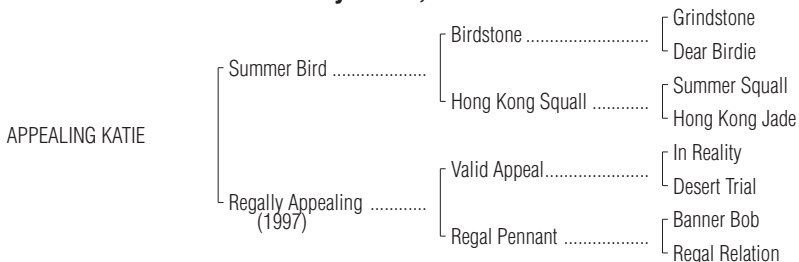 Grindstone
Birdstone ............................
Dear Birdie
Summer Bird ....................
Summer Squall
Hong Kong Squall ............
Hong Kong Jade
APPEALING KATIE
In Reality
Valid Appeal.......................
Desert Trial
Regally Appealing ............
(1997)
Banner Bob
Regal Pennant ..................
Regal Relation